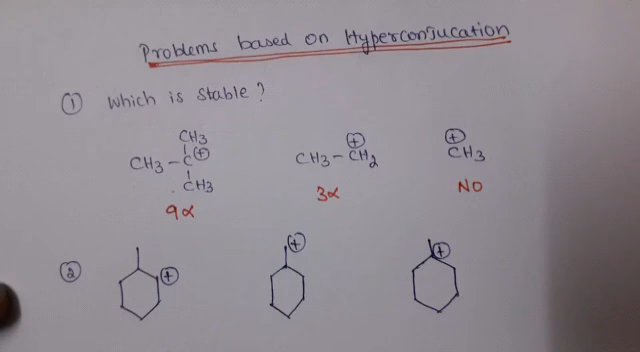 Problems based on Hyperconjucation
① Which is Stable?
CH3
CH3-C⊕
CH3
9α
CH3-CH2
⊕
3α
⊕
CH3
NO
②
⊕
⊕
⊕